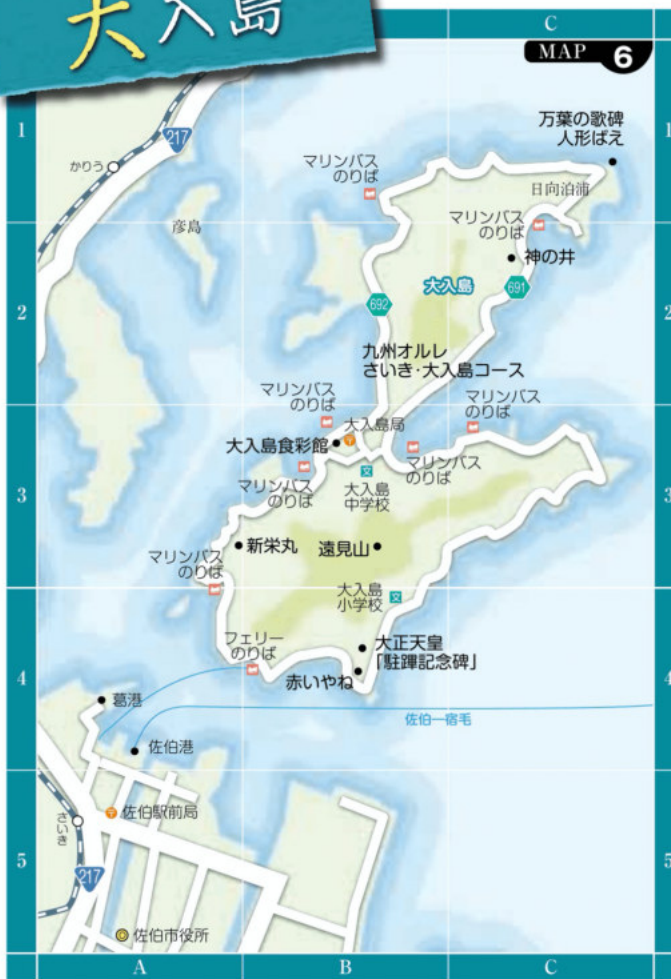 大入島
C
MAP 6
1
1
万葉の歌碑
人形ばえ
217
かりう
マリンバス
のりば
日向泊浦
彦島
マリンバス
のりば
神の井
2
2
大入島
691
692
九州オルレ
さいき・大入島コース
マリンバス
のりば
マリンバス
のりば
大入島局
大入島食彩館
マリンバス
のりば
マリンバス
のりば
大入島
中学校
3
3
新栄丸
遠見山
マリンバス
のりば
大入島
小学校
フェリー
のりば
大正天皇
「駐蹕記念碑」
4
4
赤いやね
葛港
佐伯―宿毛
佐伯港
佐伯駅前局
さいき
5
5
217
佐伯市役所
A
B
C